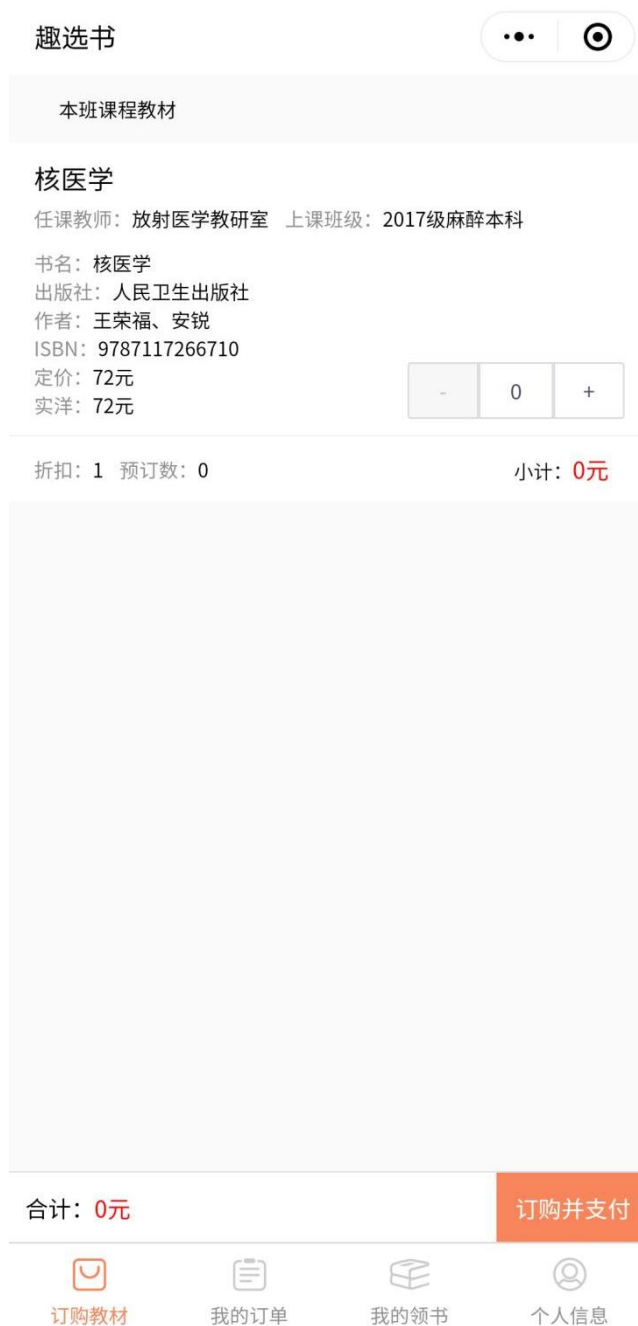 趣选书
本班课程教材
核医学
任课教师：放射医学教研室 上课班级：2017级麻醉本科
书名：核医学
出版社：人民卫生出版社
作者：王荣福、安锐
ISBN：9787117266710
定价：72元
实洋：72元
- 0 +
折扣：1 预订数：0 小计：0元
合计：0元 订购并支付
订购教材 我的订单 我的领书 个人信息